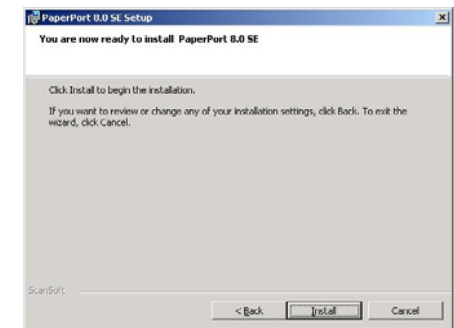 PaperPort 8.0 SE Setup
You are now ready to install PaperPort 8.0 SE
Click Install to begin the installation.
If you want to review or change any of your installation settings, click Back. To exit the
wizard, click Cancel.
ScanSoft
< Back Install Cancel